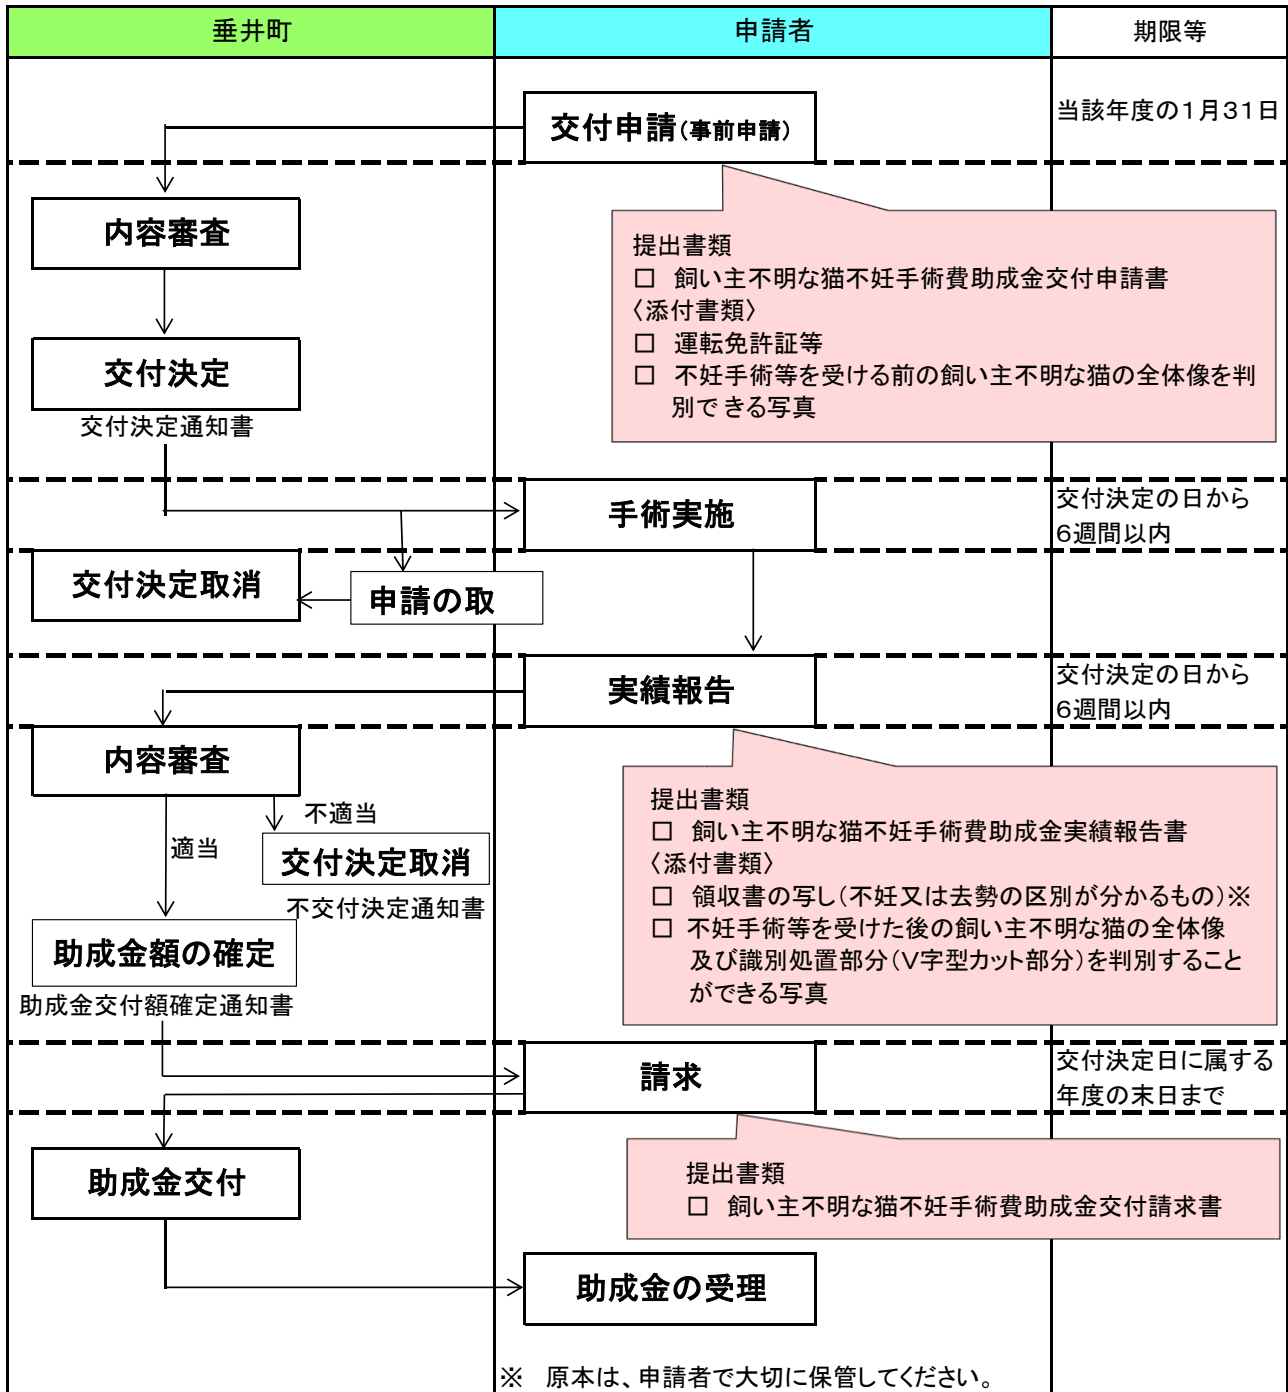 垂井町
申請者
期限等
交付申請(事前申請)
当該年度の1月31日
内容審査
提出書類
□ 飼い主不明な猫不妊手術費助成金交付申請書
〈添付書類〉
□ 運転免許証等
□ 不妊手術等を受ける前の飼い主不明な猫の全体像を判
別できる写真
交付決定
交付決定通知書
手術実施
交付決定の日から
6週間以内
交付決定取消
申請の取
実績報告
交付決定の日から
6週間以内
内容審査
提出書類
□ 飼い主不明な猫不妊手術費助成金実績報告書
〈添付書類〉
□ 領収書の写し(不妊又は去勢の区別が分かるもの)※
□ 不妊手術等を受けた後の飼い主不明な猫の全体像
及び識別処置部分(V字型カット部分)を判別すること
ができる写真
不適当
適当
交付決定取消
不交付決定通知書
助成金額の確定
助成金交付額確定通知書
請求
交付決定日に属する
年度の末日まで
助成金交付
提出書類
□ 飼い主不明な猫不妊手術費助成金交付請求書
助成金の受理
※ 原本は、申請者で大切に保管してください。